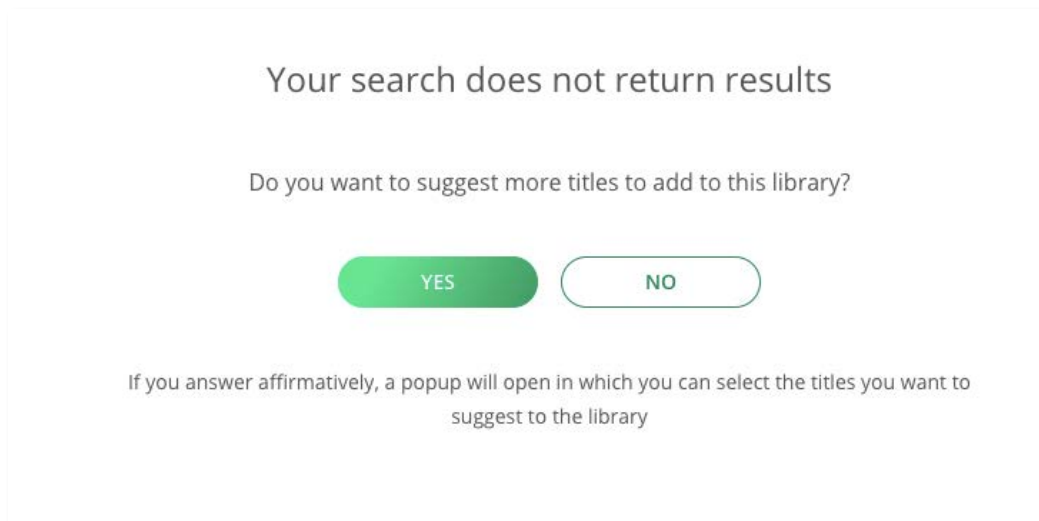 Your search does not return results
Do you want to suggest more titles to add to this library?
YES
NO
If you answer affirmatively, a popup will open in which you can select the titles you want to
suggest to the library